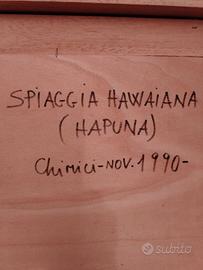 SPIAGGIA HAWAIANA
(HAPUNA)
Chimici-NOV. 1990-
subito